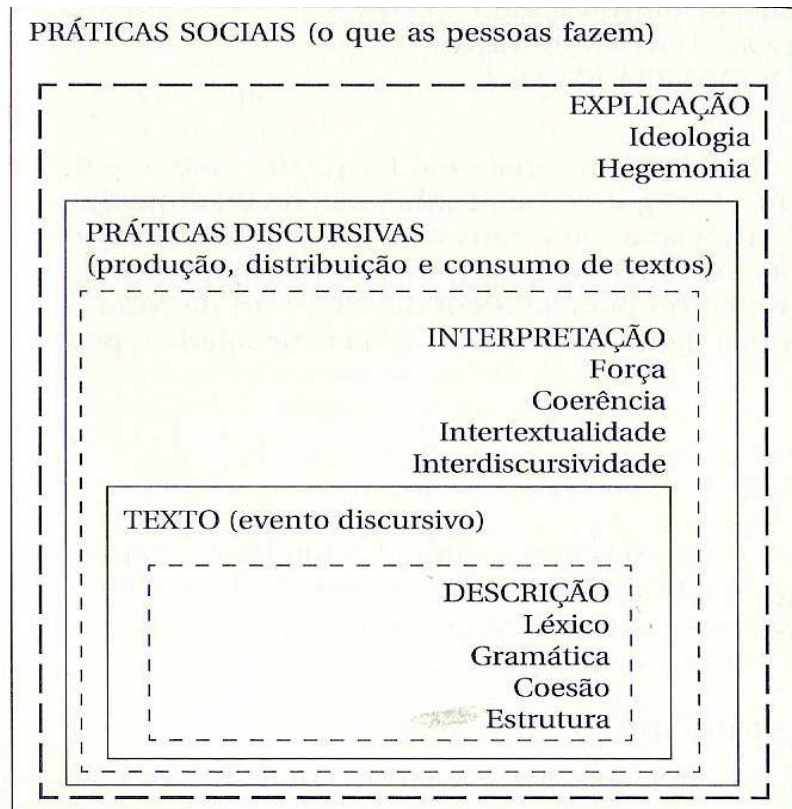 PRÁTICAS SOCIAIS (o que as pessoas fazem)
EXPLICAÇÃO
Ideologia
Hegemonia
PRÁTICAS DISCURSIVAS
(produção, distribuição e consumo de textos)
INTERPRETAÇÃO
Força
Coerência
Intertextualidade
Interdiscursividade
TEXTO (evento discursivo)
DESCRIÇÃO
Léxico
Gramática
Coesão
Estrutura